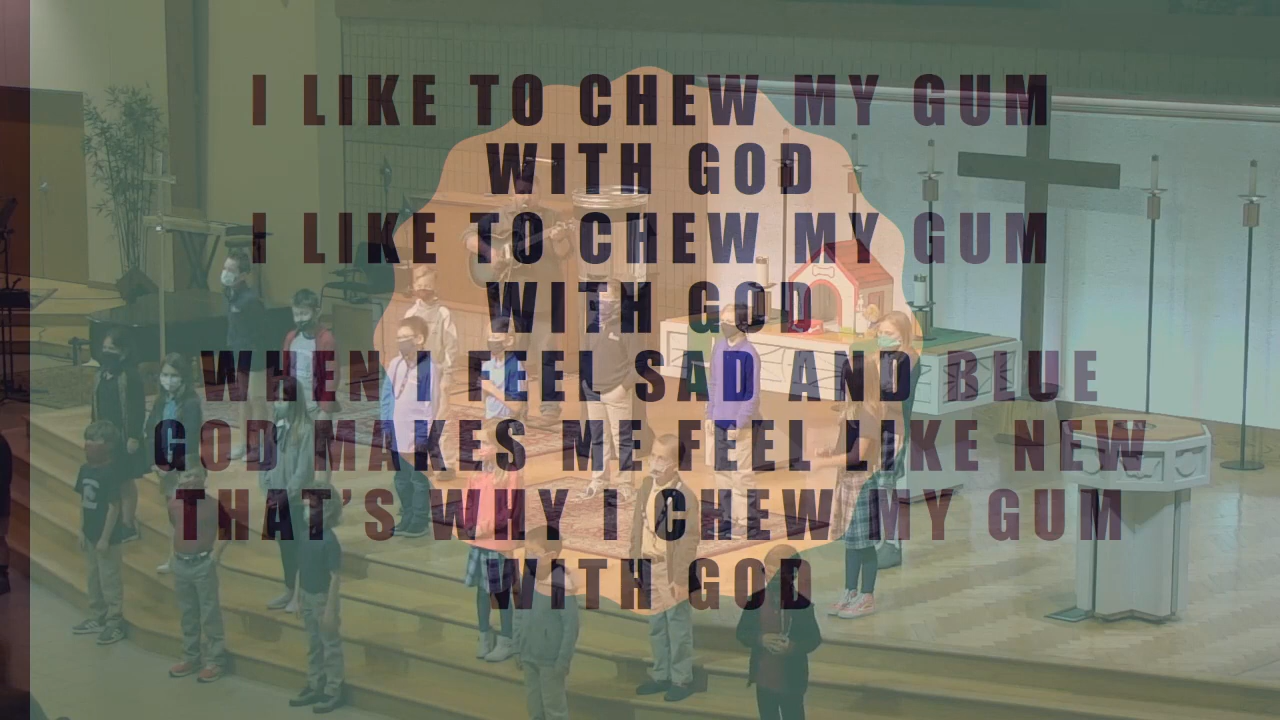 I LIKE TO CHEW MY GUM
WITH GOD
I LIKE TO CHEW MY GUM
WITH GOD
WHEN I FEEL SAD AND BLUE
GOD MAKES ME FEEL LIKE NEW
THAT'S WHY I CHEW MY GUM
WITH GOD